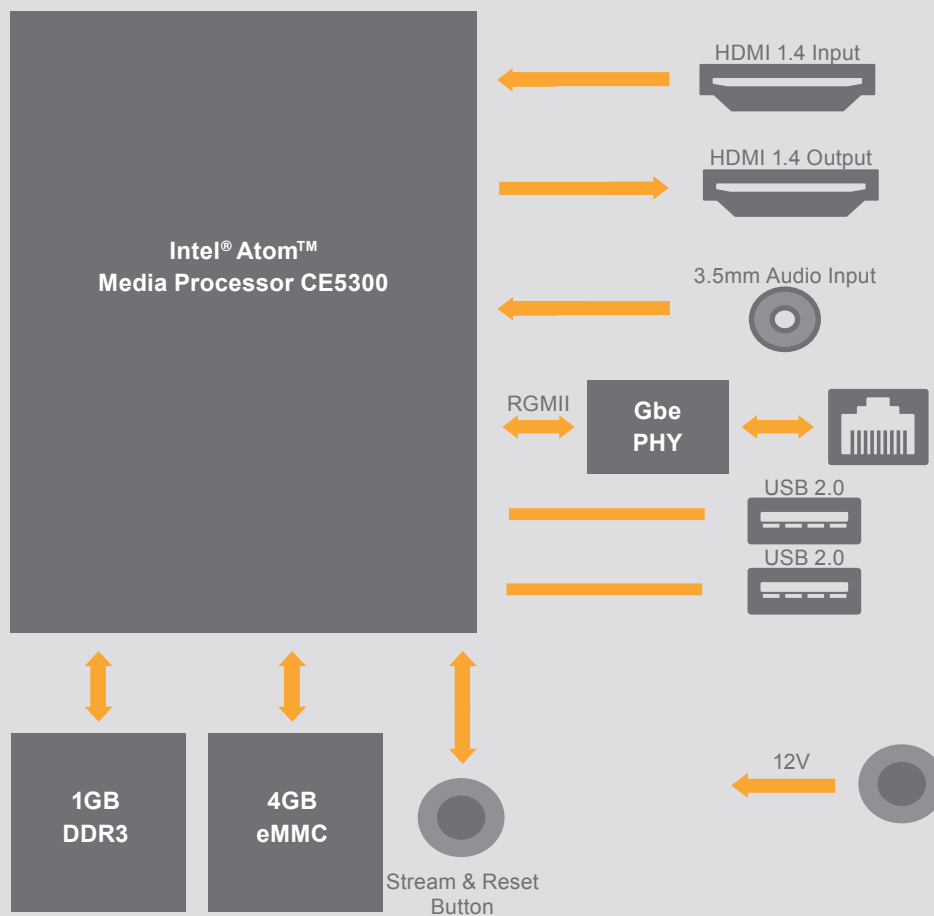 HDMI 1.4 Input
HDMI 1.4 Output
Intel® Atom™
Media Processor CE5300
3.5mm Audio Input
RGMII
Gbe
PHY
USB 2.0
USB 2.0
1GB
DDR3
4GB
eMMC
Stream & Reset
Button
12V